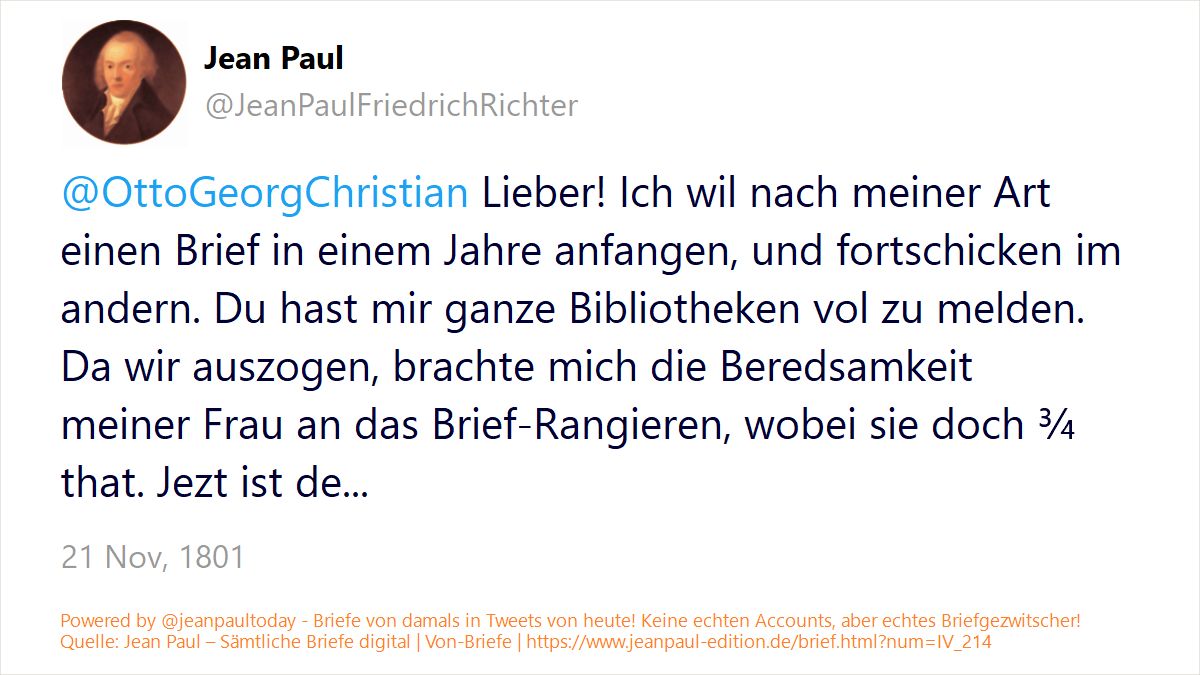 Jean Paul
@JeanPaulFriedrichRichter
@OttoGeorgChristian Lieber! Ich wil nach meiner Art
einen Brief in einem Jahre anfangen, und fortschicken im
andern. Du hast mir ganze Bibliotheken vol zu melden.
Da wir auszogen, brachte mich die Beredsamkeit
meiner Frau an das Brief-Rangieren, wobei sie doch ¾
that. Jezt ist de...
21 Nov, 1801
Powered by @jeanpaultoday - Briefe von damals in Tweets von heute! Keine echten Accounts, aber echtes Briefgezwitscher!
Quelle: Jean Paul – Sämtliche Briefe digital | Von-Briefe | https://www.jeanpaul-edition.de/brief.html?num=IV_214